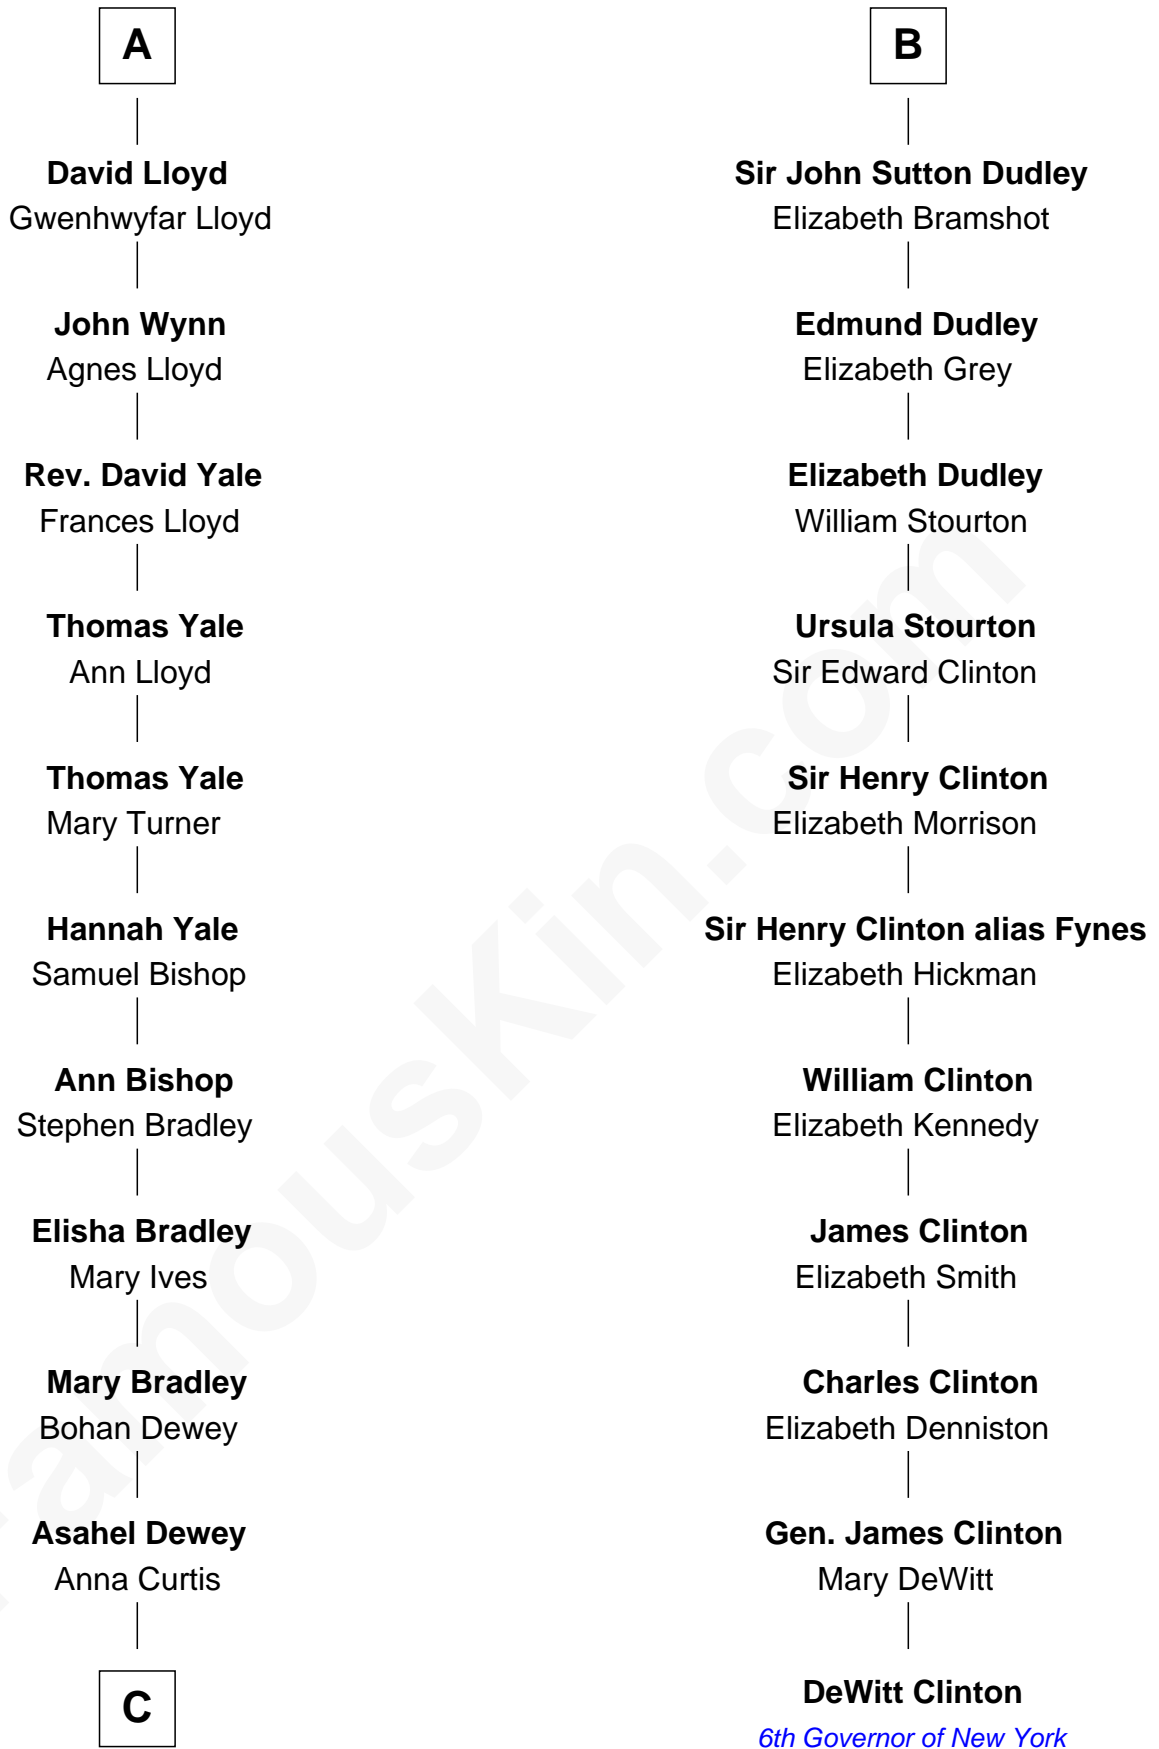 A
David Lloyd
Gwenhwyfar Lloyd
John Wynn
Agnes Lloyd
Rev. David Yale
Frances Lloyd
Thomas Yale
Ann Lloyd
Thomas Yale
Mary Turner
Hannah Yale
Samuel Bishop
Ann Bishop
Stephen Bradley
Elisha Bradley
Mary Ives
Mary Bradley
Bohan Dewey
Asahel Dewey
Anna Curtis
C
B
Sir John Sutton Dudley
Elizabeth Bramshot
Edmund Dudley
Elizabeth Grey
Elizabeth Dudley
William Stourton
Ursula Stourton
Sir Edward Clinton
Sir Henry Clinton
Elizabeth Morrison
Sir Henry Clinton alias Fynes
Elizabeth Hickman
William Clinton
Elizabeth Kennedy
James Clinton
Elizabeth Smith
Charles Clinton
Elizabeth Denniston
Gen. James Clinton
Mary DeWitt
DeWitt Clinton
6th Governor of New York
FamousKin.com